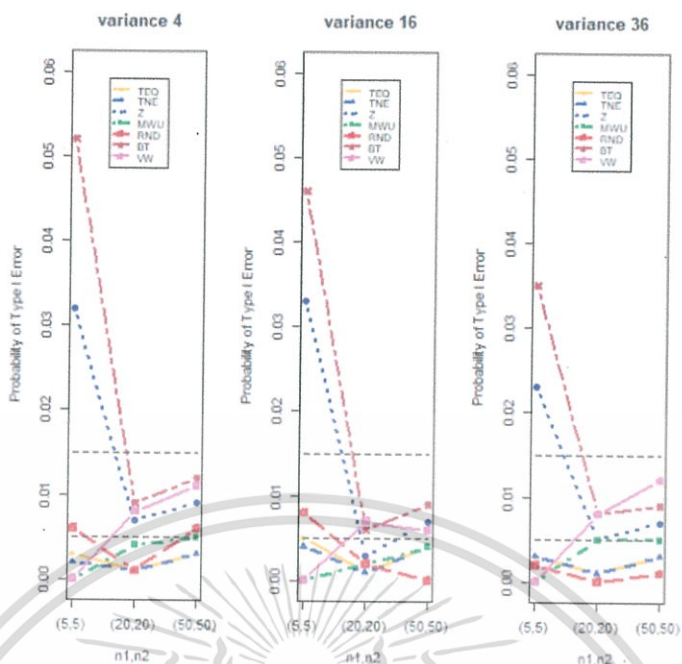 variance 4
Probability of Type I Error
0.00 0.01 0.02 0.03 0.04 0.05 0.06
TEQ
TNE
Z
MWU
RND
BT
VW
(5,5) (20,20) (50,50)
n1,n2
variance 16
Probability of Type I Error
0.00 0.01 0.02 0.03 0.04 0.05 0.06
TEQ
TNE
Z
MWU
RND
BT
VW
(5,5) (20,20) (50,50)
n1,n2
variance 36
Probability of Type I Error
0.00 0.01 0.02 0.03 0.04 0.05 0.06
TEQ
TNE
Z
MWU
RND
BT
VW
(5,5) (20,20) (50,50)
n1,n2